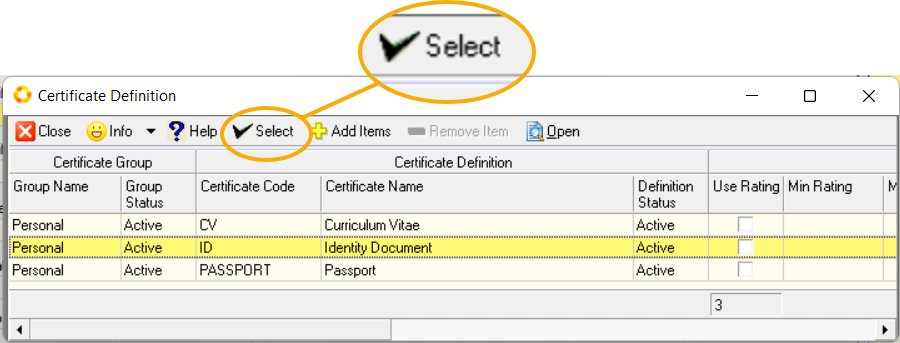 Select
Certificate Definition
Close Info Help Select Add Items Remove Item Open
Certificate Group Certificate Definition
Group Name Group Status Certificate Code Certificate Name Definition Status Use Rating Min Rating M
Personal Active CV Curriculum Vitae Active
Personal Active ID Identity Document Active
Personal Active PASSPORT Passport Active
3